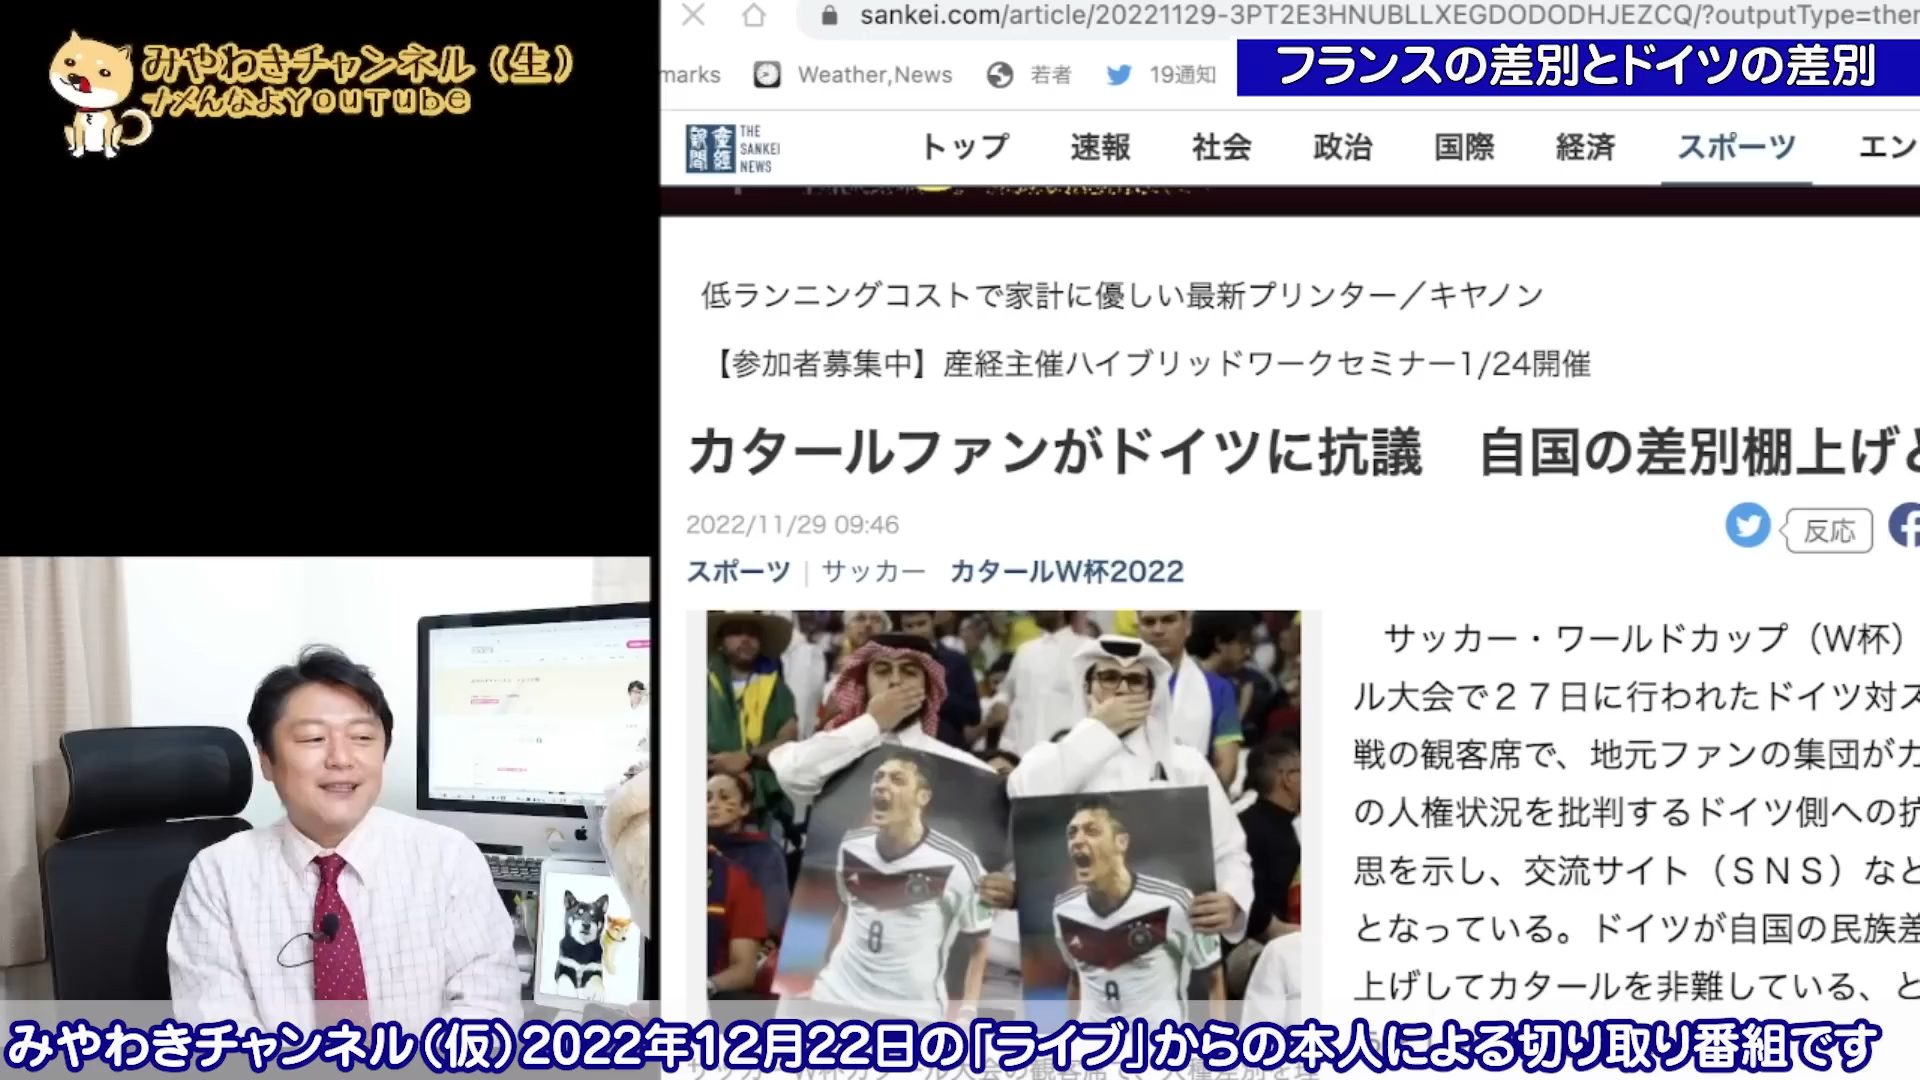 みやわきチャンネル（生）
ナメんなよYouTube
sankei.com/article/20221129-3PT2E3HNUBLLXEGDODODHJEZCQ/?outputType=ther
marks Weather,News 若者 19通知
フランスの差別とドイツの差別
産經新聞 THE SANKEI NEWS
トップ 速報 社会 政治 国際 経済 スポーツ エン
低ランニングコストで家計に優しい最新プリンター／キヤノン
【参加者募集中】産経主催ハイブリッドワークセミナー1/24開催
カタールファンがドイツに抗議　自国の差別棚上げと
2022/11/29 09:46
反応
スポーツ | サッカー カタールW杯2022
サッカー・ワールドカップ（W杯）
ル大会で２７日に行われたドイツ対ス
戦の観客席で、地元ファンの集団がカ
の人権状況を批判するドイツ側への抗
思を示し、交流サイト（ＳＮＳ）など
となっている。ドイツが自国の民族差
上げしてカタールを非難している、と
8
8
みやわきチャンネル（仮）2022年12月22日の「ライブ」からの本人による切り取り番組です